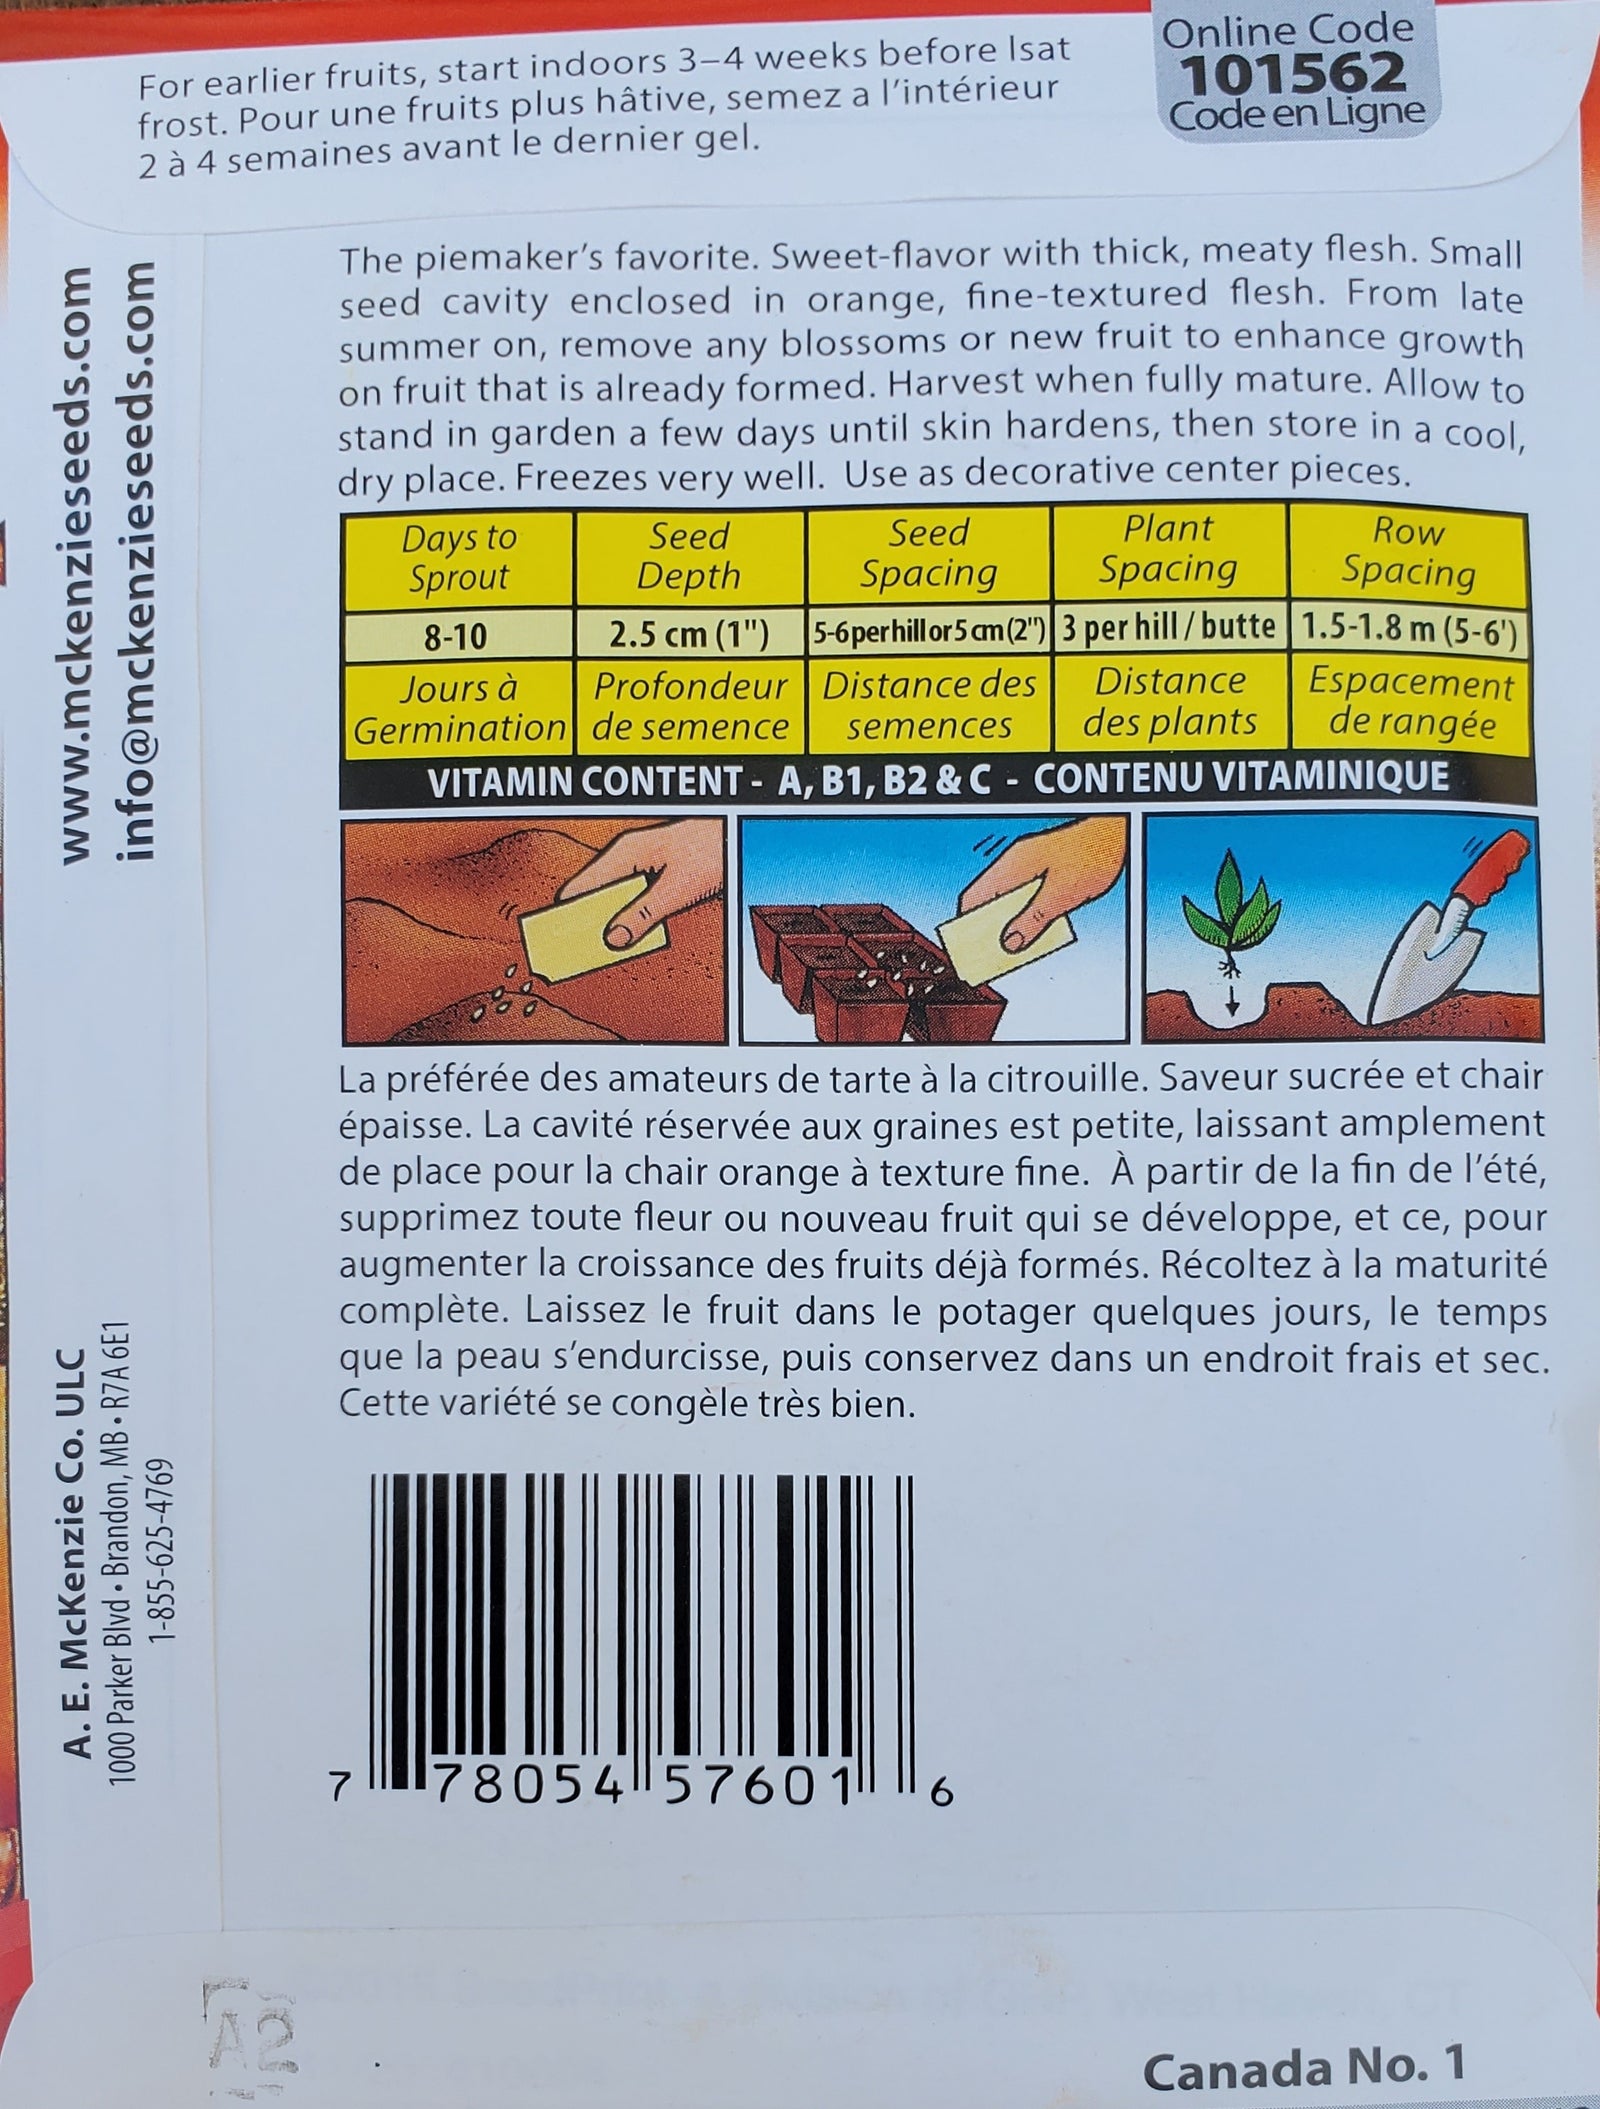 For earlier fruits, start indoors 3–4 weeks before lsat
frost. Pour une fruits plus hâtive, semez a l'intérieur
2 à 4 semaines avant le dernier gel.
Online Code
101562
Code en Ligne
www.mckenzieseeds.com
info@mckenzieseeds.com
The piemaker's favorite. Sweet-flavor with thick, meaty flesh. Small
seed cavity enclosed in orange, fine-textured flesh. From late
summer on, remove any blossoms or new fruit to enhance growth
on fruit that is already formed. Harvest when fully mature. Allow to
stand in garden a few days until skin hardens, then store in a cool,
dry place. Freezes very well. Use as decorative center pieces.
Days to Sprout
Seed Depth
Seed Spacing
Plant Spacing
Row Spacing
8-10
2.5 cm (1")
5-6 per hill or 5 cm (2")
3 per hill / butte
1.5-1.8 m (5-6')
Jours à Germination
Profondeur de semence
Distance des semences
Distance des plants
Espacement de rangée
VITAMIN CONTENT - A, B1, B2 & C - CONTENU VITAMINIQUE
La préférée des amateurs de tarte à la citrouille. Saveur sucrée et chair
épaisse. La cavité réservée aux graines est petite, laissant amplement
de place pour la chair orange à texture fine. À partir de la fin de l'été,
supprimez toute fleur ou nouveau fruit qui se développe, et ce, pour
augmenter la croissance des fruits déjà formés. Récoltez à la maturité
complète. Laissez le fruit dans le potager quelques jours, le temps
que la peau s'endurcisse, puis conservez dans un endroit frais et sec.
Cette variété se congèle très bien.
A. E. McKenzie Co. ULC
1000 Parker Blvd • Brandon, MB • R7A 6E1
1-855-625-4769
7 78054 57601 6
A2
Canada No. 1